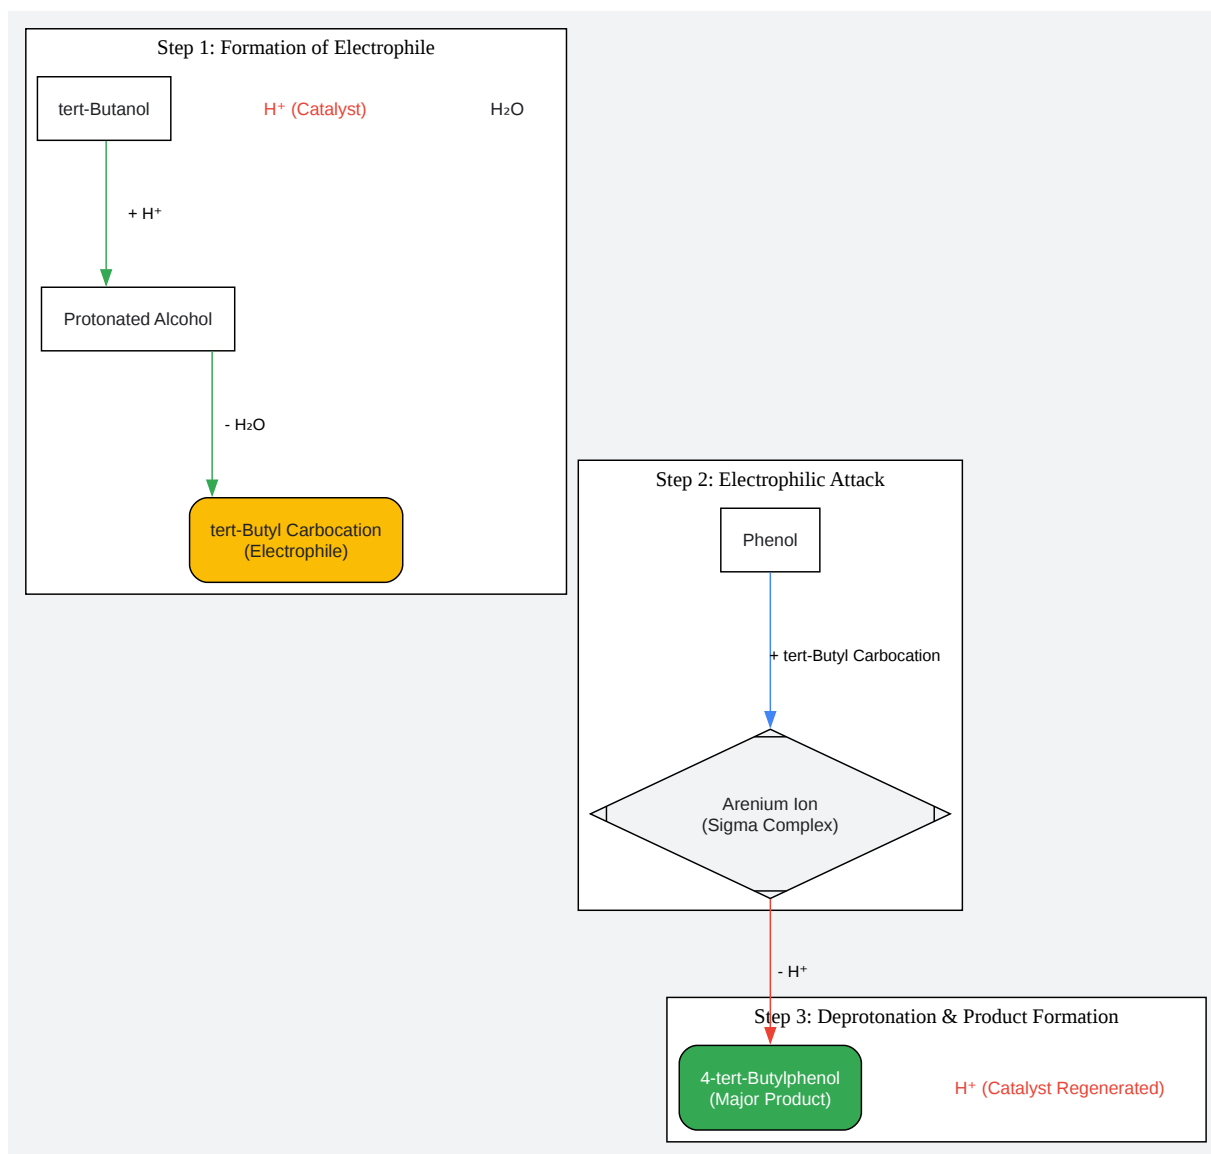 Step 1: Formation of Electrophile
tert-Butanol
H⁺ (Catalyst)
H₂O
+ H⁺
Protonated Alcohol
- H₂O
tert-Butyl Carbocation
(Electrophile)
Step 2: Electrophilic Attack
Phenol
+ tert-Butyl Carbocation
Arenium Ion
(Sigma Complex)
- H⁺
Step 3: Deprotonation & Product Formation
4-tert-Butylphenol
(Major Product)
H⁺ (Catalyst Regenerated)